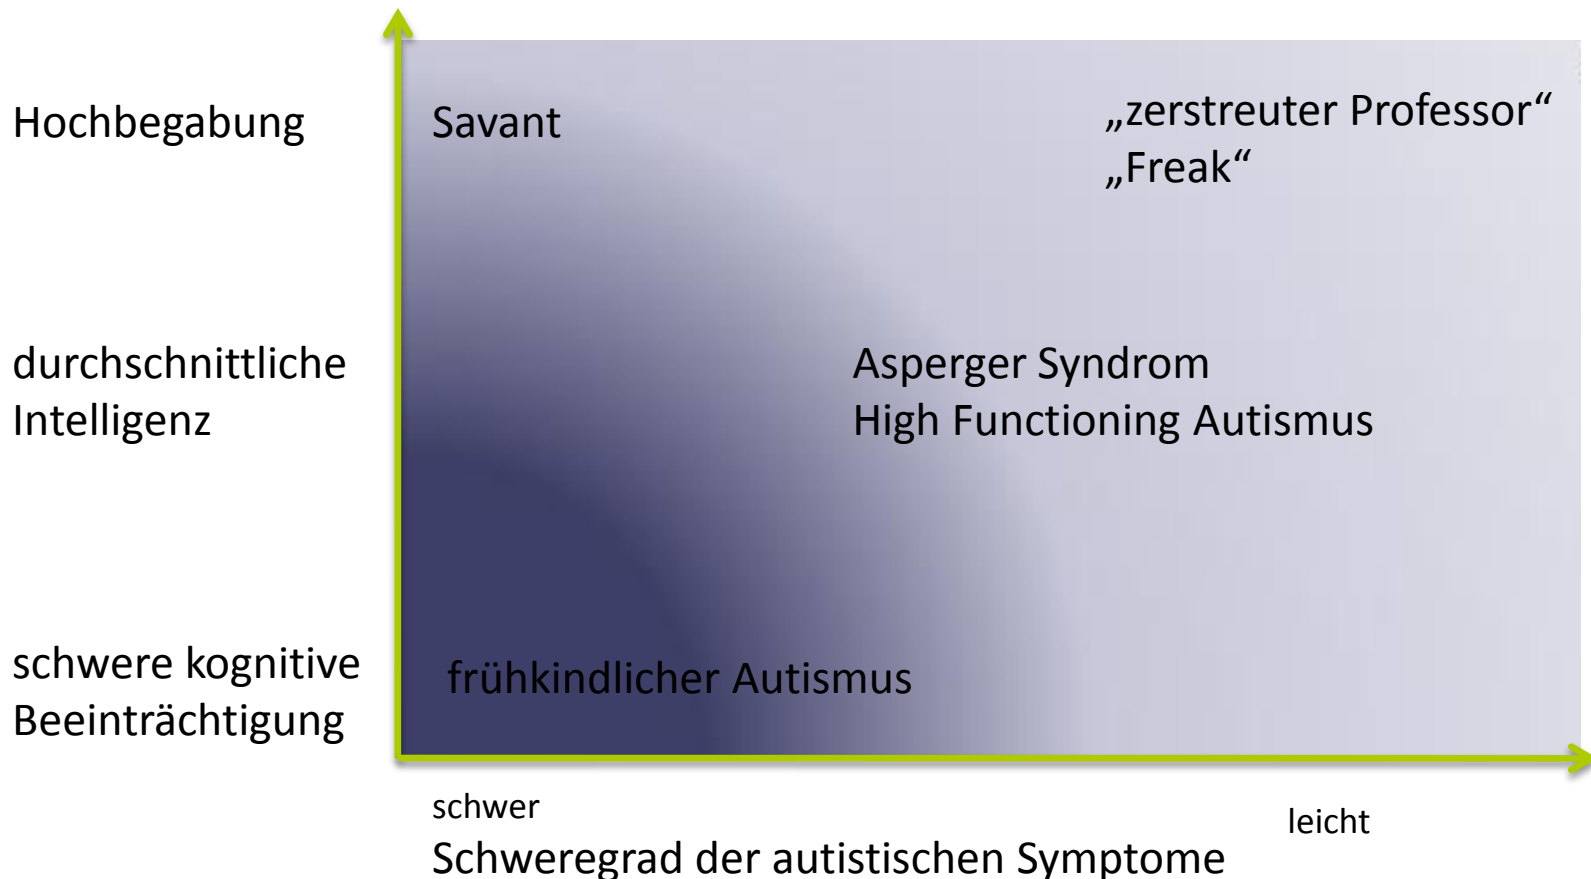 Hochbegabung
Savant
„zerstreuter Professor“
„Freak“
durchschnittliche
Intelligenz
Asperger Syndrom
High Functioning Autismus
schwere kognitive
Beeinträchtigung
frühkindlicher Autismus
schwer
leicht
Schweregrad der autistischen Symptome